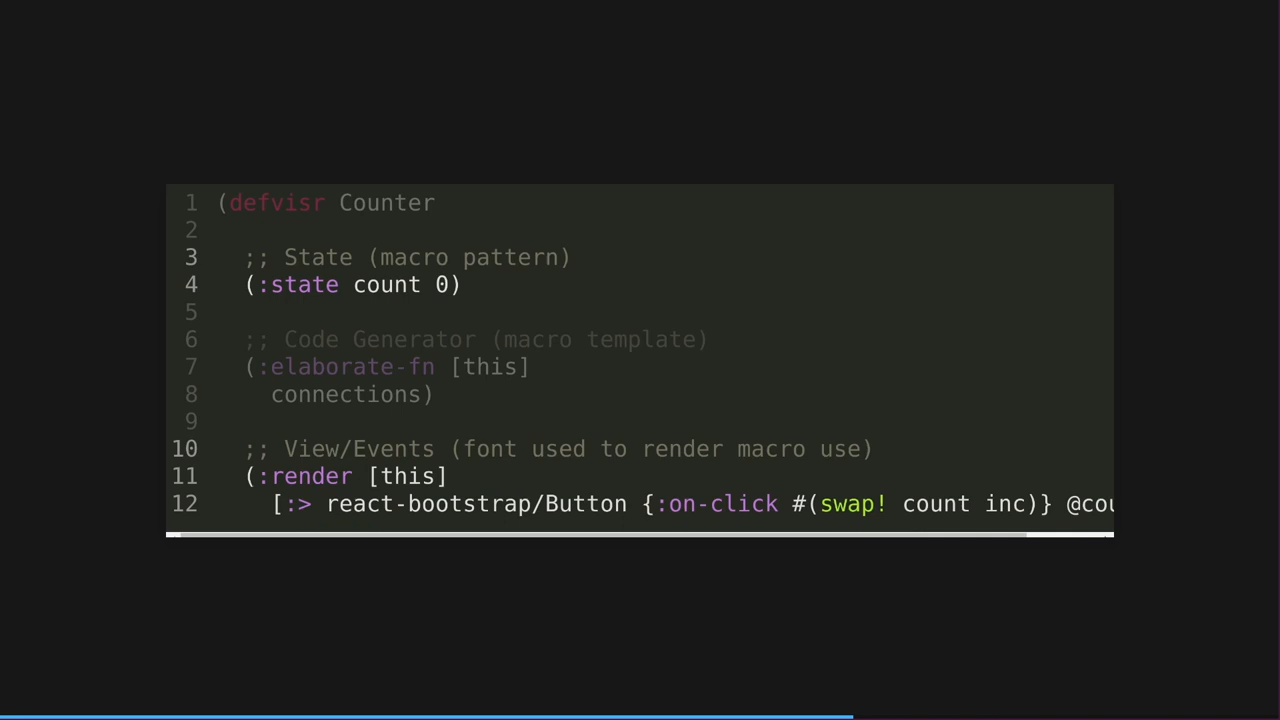 1 (defvisr Counter
2
3 ;; State (macro pattern)
4 (:state count 0)
5
6 ;; Code Generator (macro template)
7 (:elaborate-fn [this]
8 connections)
9
10 ;; View/Events (font used to render macro use)
11 (:render [this]
12 [:> react-bootstrap/Button {:on-click #(swap! count inc)} @cou